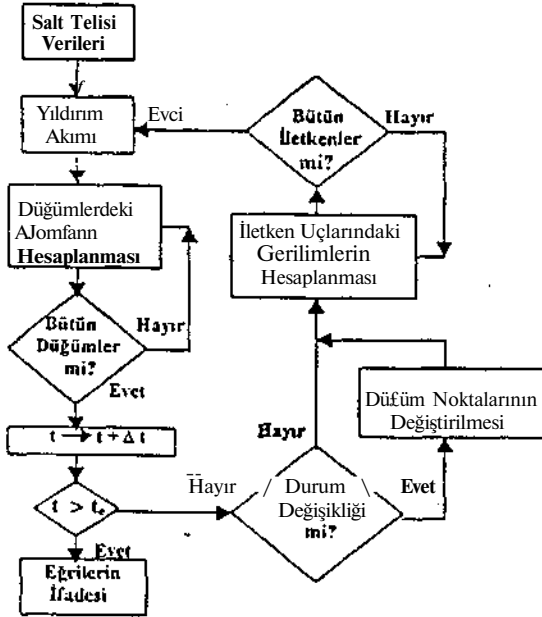 Salt Telisi
Verileri
Yıldırım
Akımı
Evci
Bütün
İletkenler
mi?
Hayır
Düğümlerdeki
AJomfann
Hesaplanması
İletken Uçlarındaki
Gerilimlerin
Hesaplanması
Bütün
Düğümler
mi?
Hayır
Evet
t → t + Δ t
Hayır
Düfüm Noktalarının
Değiştirilmesi
t > tₑ
Hayır
/ Durum \
Değişikliği
mi?
Evet
Evet
Eğrilerin
İfadesi